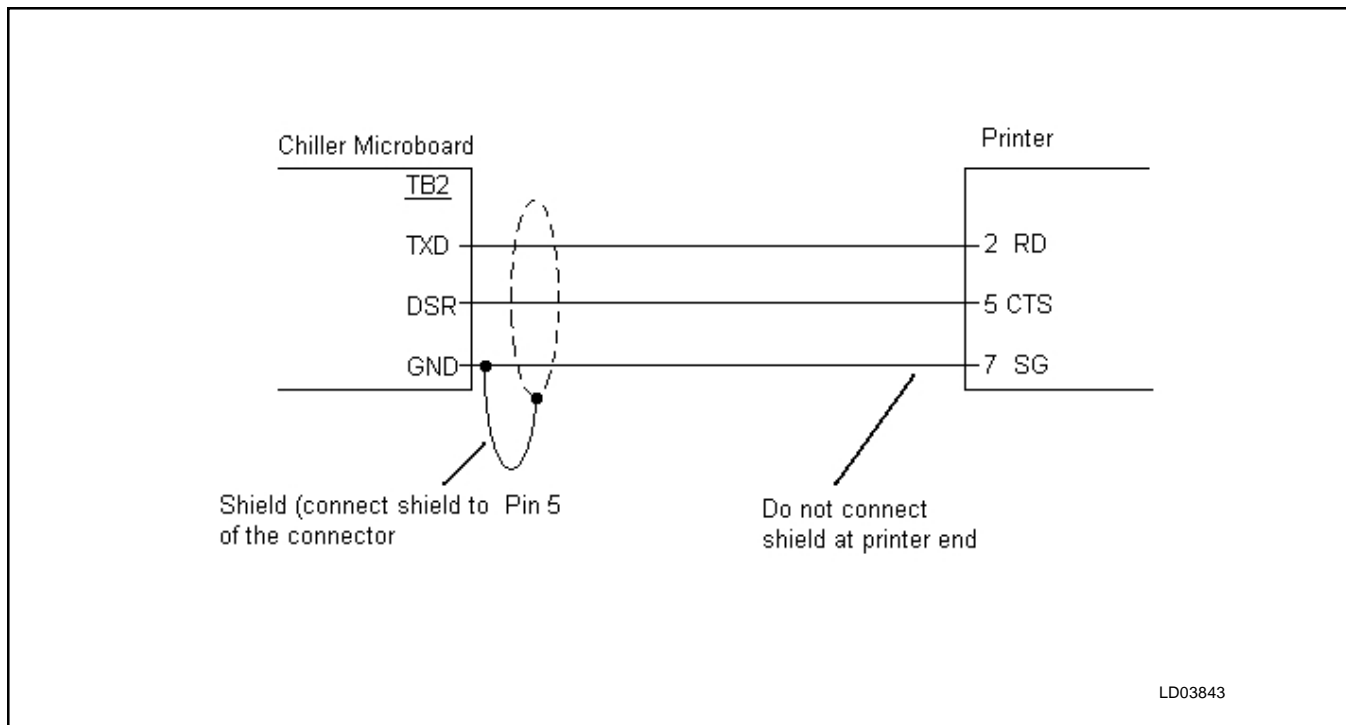 Chiller Microboard
Printer
TB2
TXD
2 RD
DSR
5 CTS
GND
7 SG
Shield (connect shield to Pin 5
of the connector
Do not connect
shield at printer end
LD03843